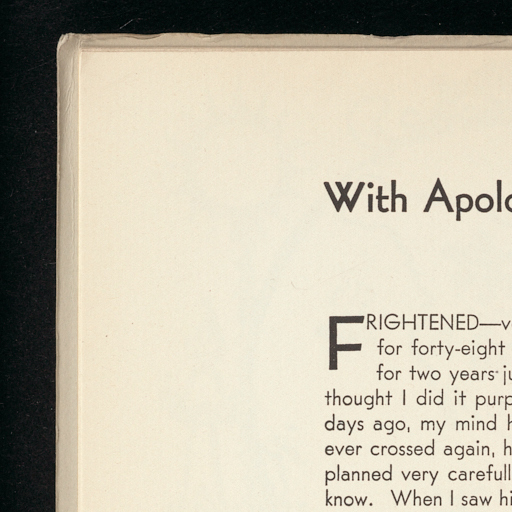 With Apolo
FRIGHTENED—v
for forty-eight
for two years ju
thought I did it purp
days ago, my mind h
ever crossed again, h
planned very carefull
know. When I saw hi